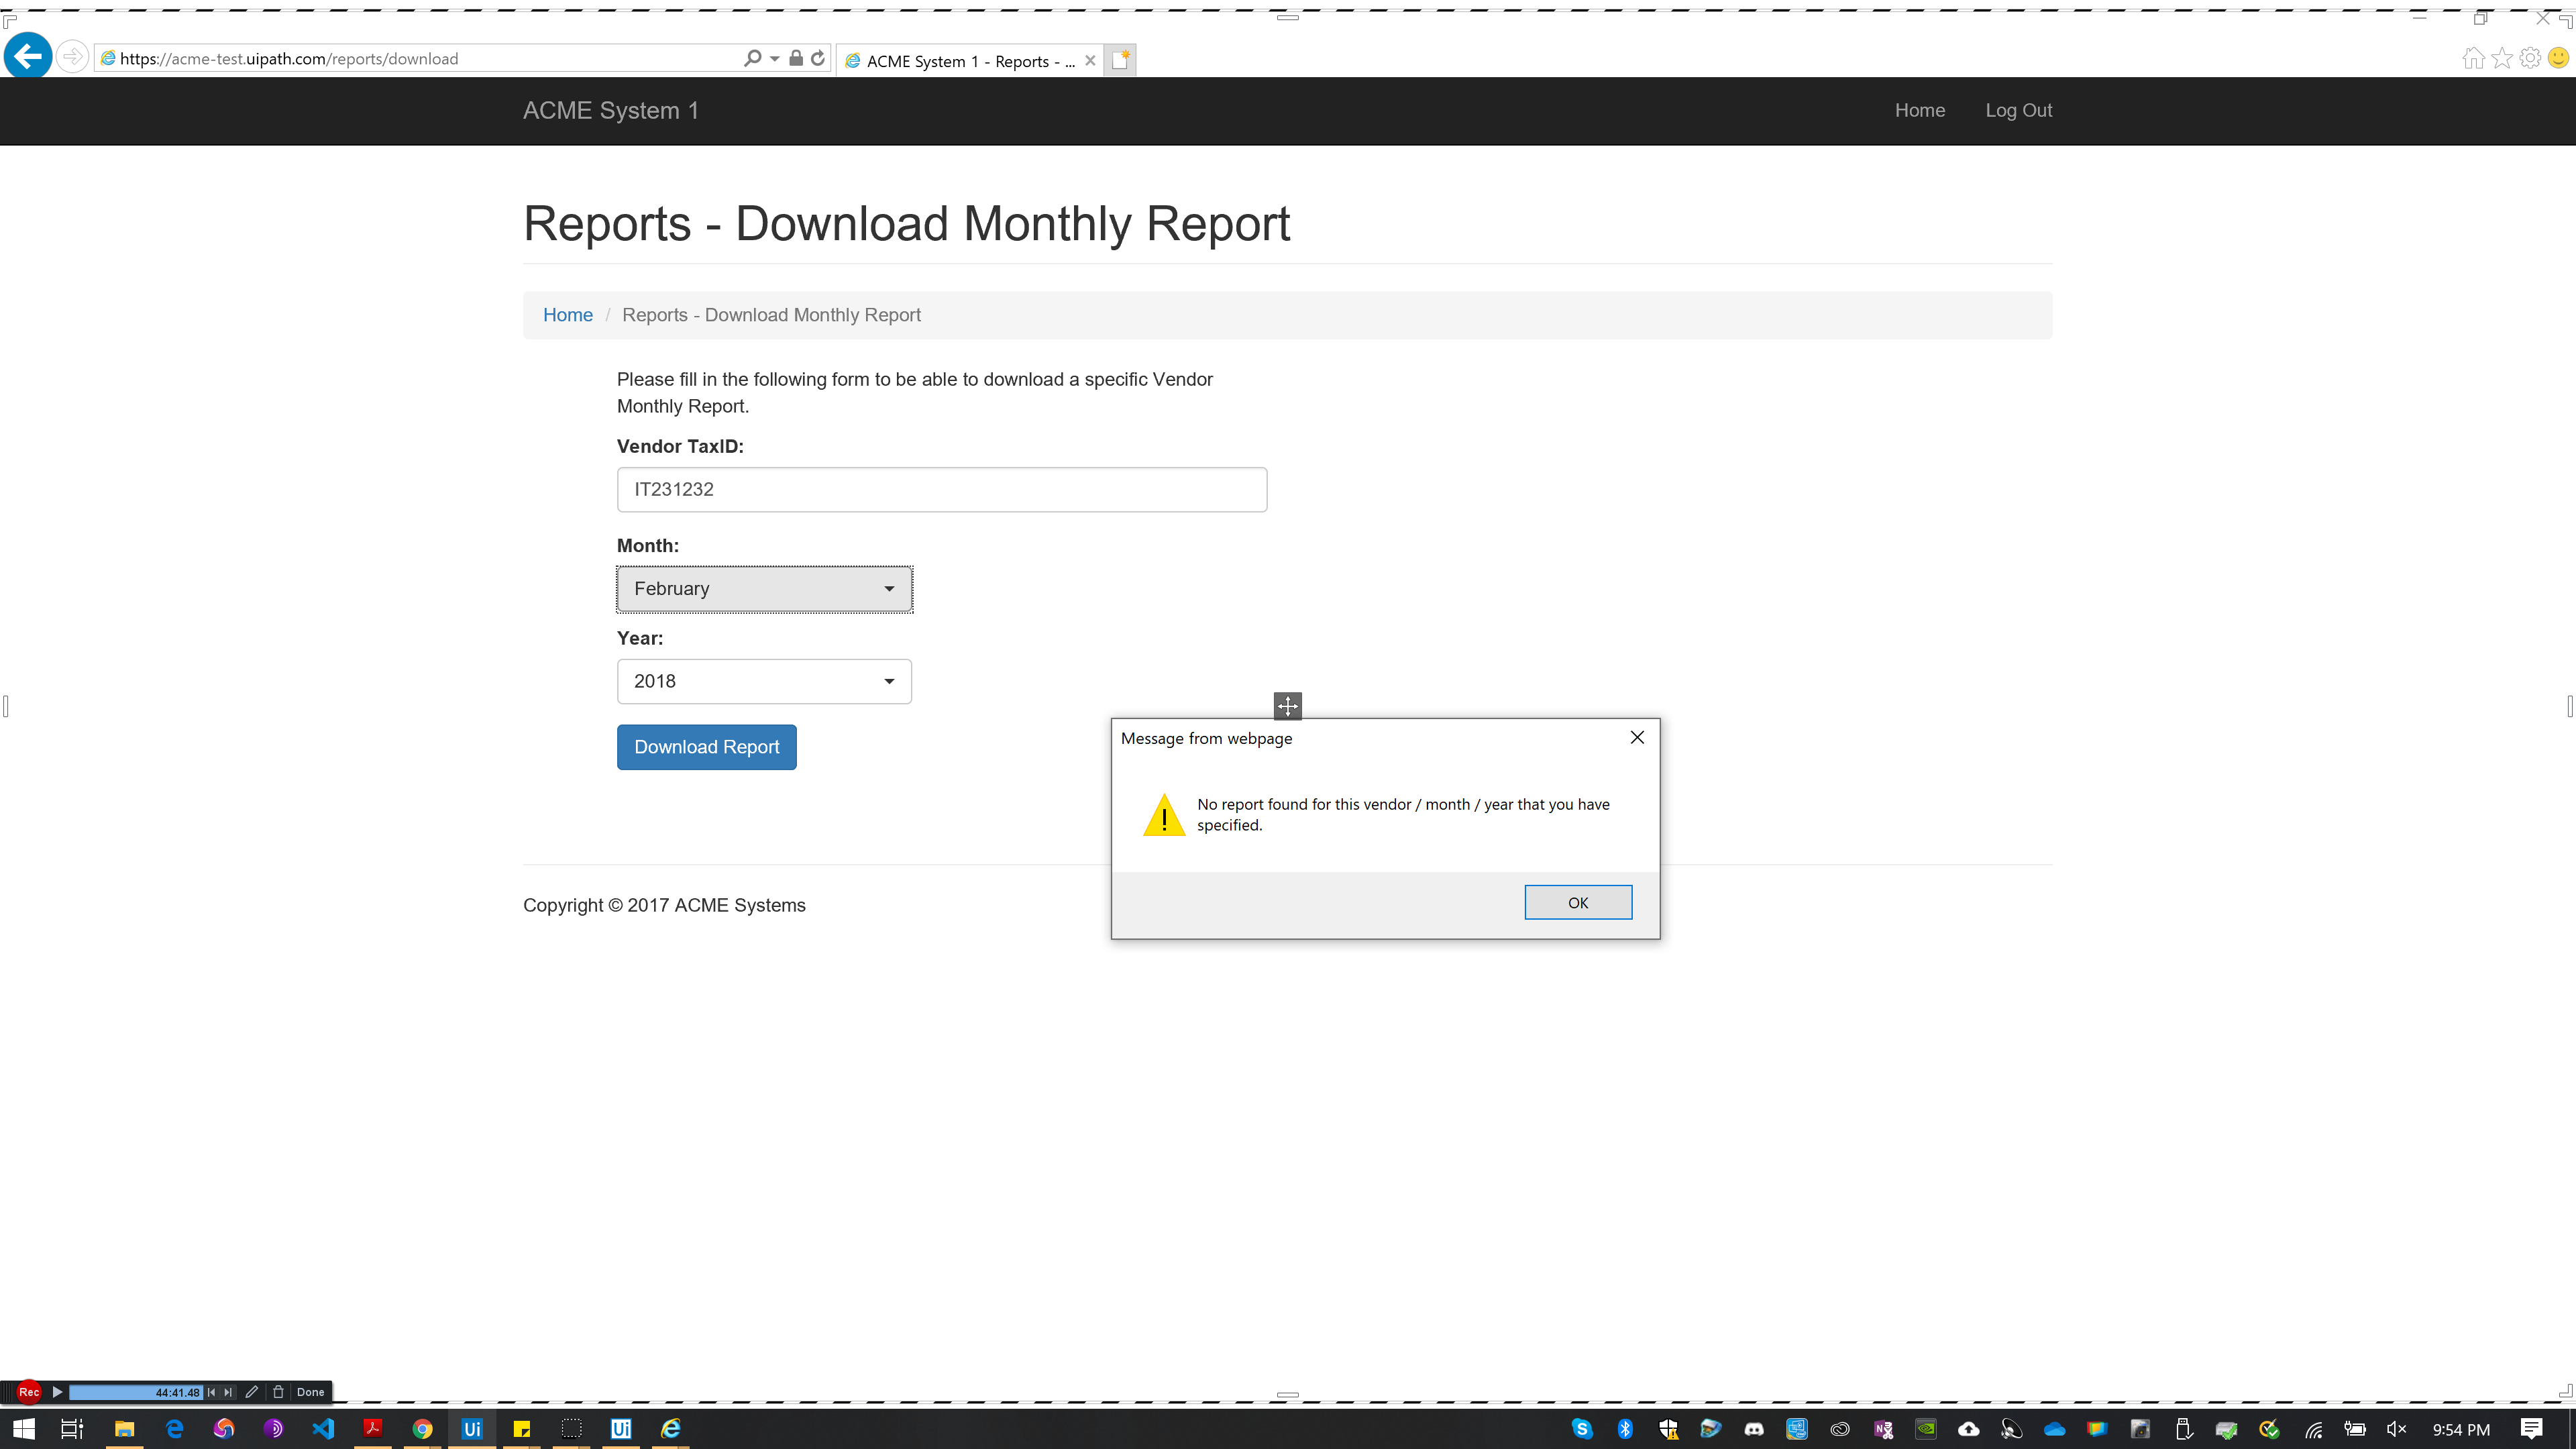 https://acme-test.uipath.com/reports/download
ACME System 1 - Reports - ...
ACME System 1
Home
Log Out
Reports - Download Monthly Report
Home / Reports - Download Monthly Report
Please fill in the following form to be able to download a specific Vendor
Monthly Report.
Vendor TaxID:
IT231232
Month:
February
Year:
2018
Download Report
Message from webpage
No report found for this vendor / month / year that you have
specified.
OK
Copyright © 2017 ACME Systems
Rec
44:41.48
Done
Ui
Ui
9:54 PM